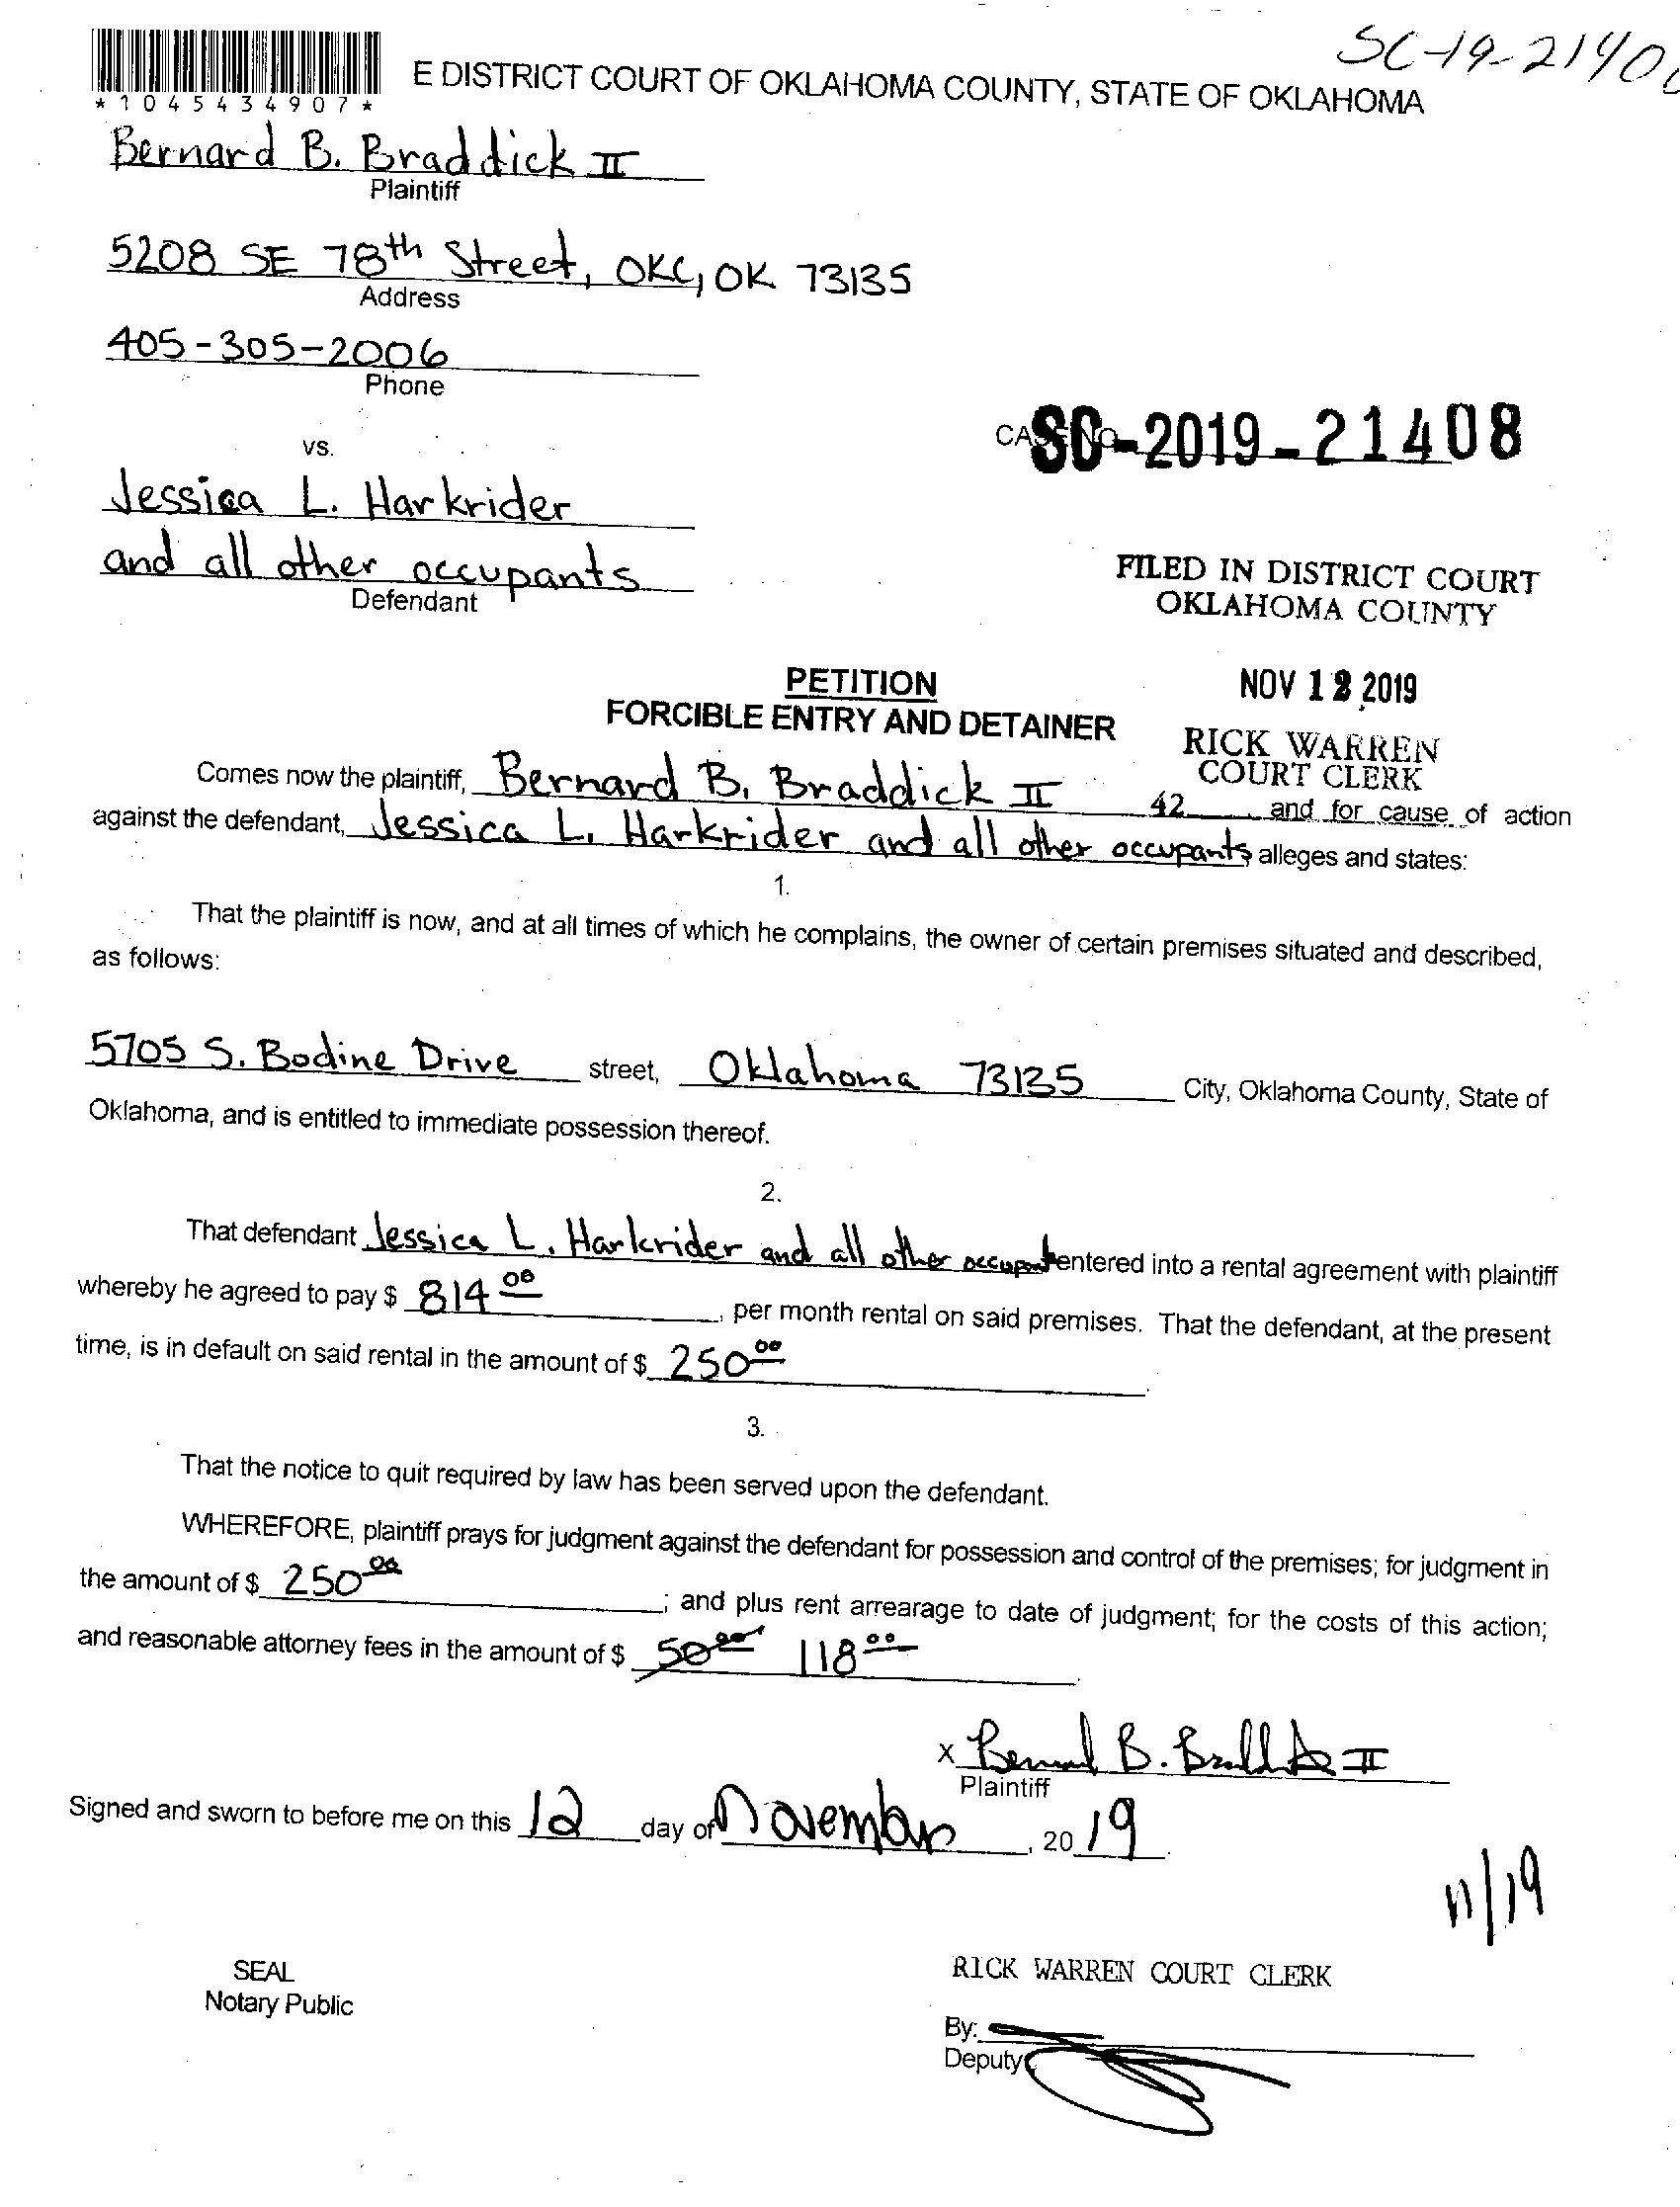 SC-19-2140
*1045434907*
E DISTRICT COURT OF OKLAHOMA COUNTY, STATE OF OKLAHOMA
Bernard B. Braddick II
Plaintiff
5208 SE 78th Street, OKC, OK 73135
Address
405-305-2006
Phone
vs.
SC-2019-21408
Jessica L. Harkrider
and all other occupants
Defendant
FILED IN DISTRICT COURT
OKLAHOMA COUNTY
PETITION
FORCIBLE ENTRY AND DETAINER
NOV 12 2019
RICK WARREN
COURT CLERK
Comes now the plaintiff, Bernard B. Braddick II 42 and for cause of action
against the defendant, Jessica L. Harkrider and all other occupants alleges and states:
1.
That the plaintiff is now, and at all times of which he complains, the owner of certain premises situated and described,
as follows:
5705 S. Bodine Drive street, Oklahoma 73135 City, Oklahoma County, State of
Oklahoma, and is entitled to immediate possession thereof.
2.
That defendant Jessica L. Harkrider and all other occupant entered into a rental agreement with plaintiff
whereby he agreed to pay $ 814 00, per month rental on said premises. That the defendant, at the present
time, is in default on said rental in the amount of $ 250 00
3.
That the notice to quit required by law has been served upon the defendant.
WHEREFORE, plaintiff prays for judgment against the defendant for possession and control of the premises; for judgment in
the amount of $ 250 00; and plus rent arrearage to date of judgment; for the costs of this action;
and reasonable attorney fees in the amount of $ 50 00 118 00
x Bernard B. Braddick II
Plaintiff
Signed and sworn to before me on this 12 day of November, 20 19
11/19
SEAL
Notary Public
RICK WARREN COURT CLERK
By:
Deputy